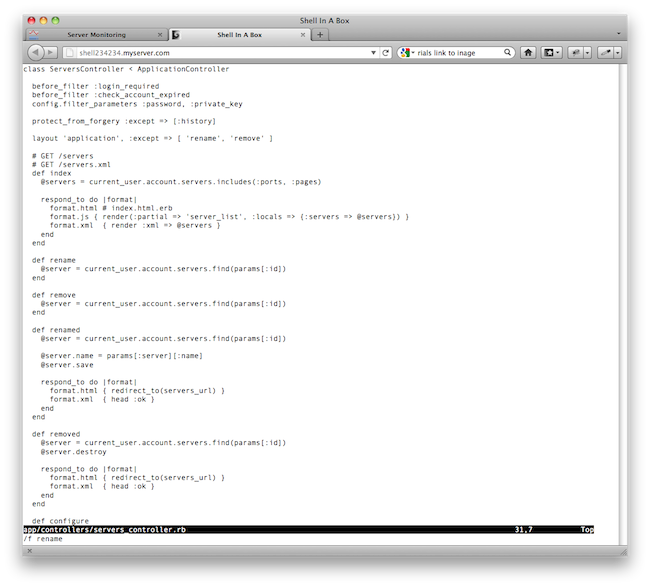 Shell In A Box
Server Monitoring
Shell In A Box
shell234234.myserver.com
rials link to inage
class ServersController < ApplicationController
before_filter :login_required
before_filter :check_account_expired
config.filter_parameters :password, :private_key
protect_from_forgery :except => [:history]
layout 'application', :except => [ 'rename', 'remove' ]
# GET /servers
# GET /servers.xml
def index
@servers = current_user.account.servers.includes(:ports, :pages)
respond_to do |format|
format.html # index.html.erb
format.js { render(:partial => 'server_list', :locals => {:servers => @servers}) }
format.xml  { render :xml => @servers }
end
end
def rename
@server = current_user.account.servers.find(params[:id])
end
def remove
@server = current_user.account.servers.find(params[:id])
end
def renamed
@server = current_user.account.servers.find(params[:id])
@server.name = params[:server][:name]
@server.save
respond_to do |format|
format.html { redirect_to(servers_url) }
format.xml  { head :ok }
end
end
def removed
@server = current_user.account.servers.find(params[:id])
@server.destroy
respond_to do |format|
format.html { redirect_to(servers_url) }
format.xml  { head :ok }
end
end
def configure
app/controllers/servers_controller.rb 31,7 Top
/f rename